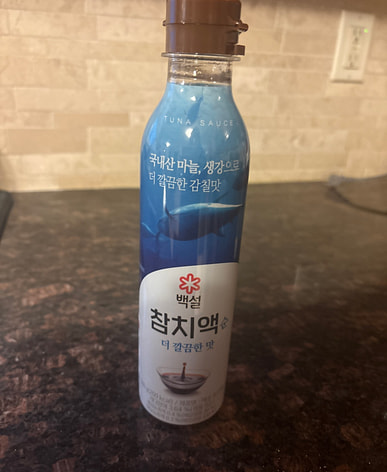 TUNA SAUCE
국내산 마늘, 생강으로
더 깔끔한 감칠맛
백설
참치액 순
더 깔끔한 맛